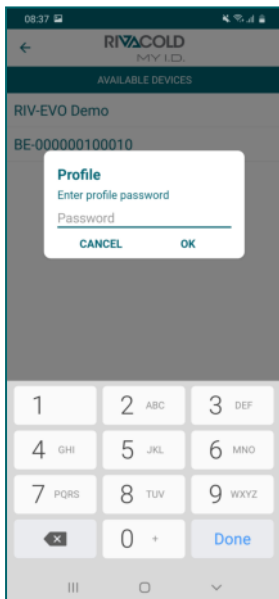 08:37
RIVACOLD
MY I.D.
AVAILABLE DEVICES
RIV-EVO Demo
BE-000000100010
Profile
Enter profile password
Password
CANCEL OK
1 2 ABC 3 DEF
4 GHI 5 JKL 6 MNO
7 PQRS 8 TUV 9 WXYZ
0 + Done